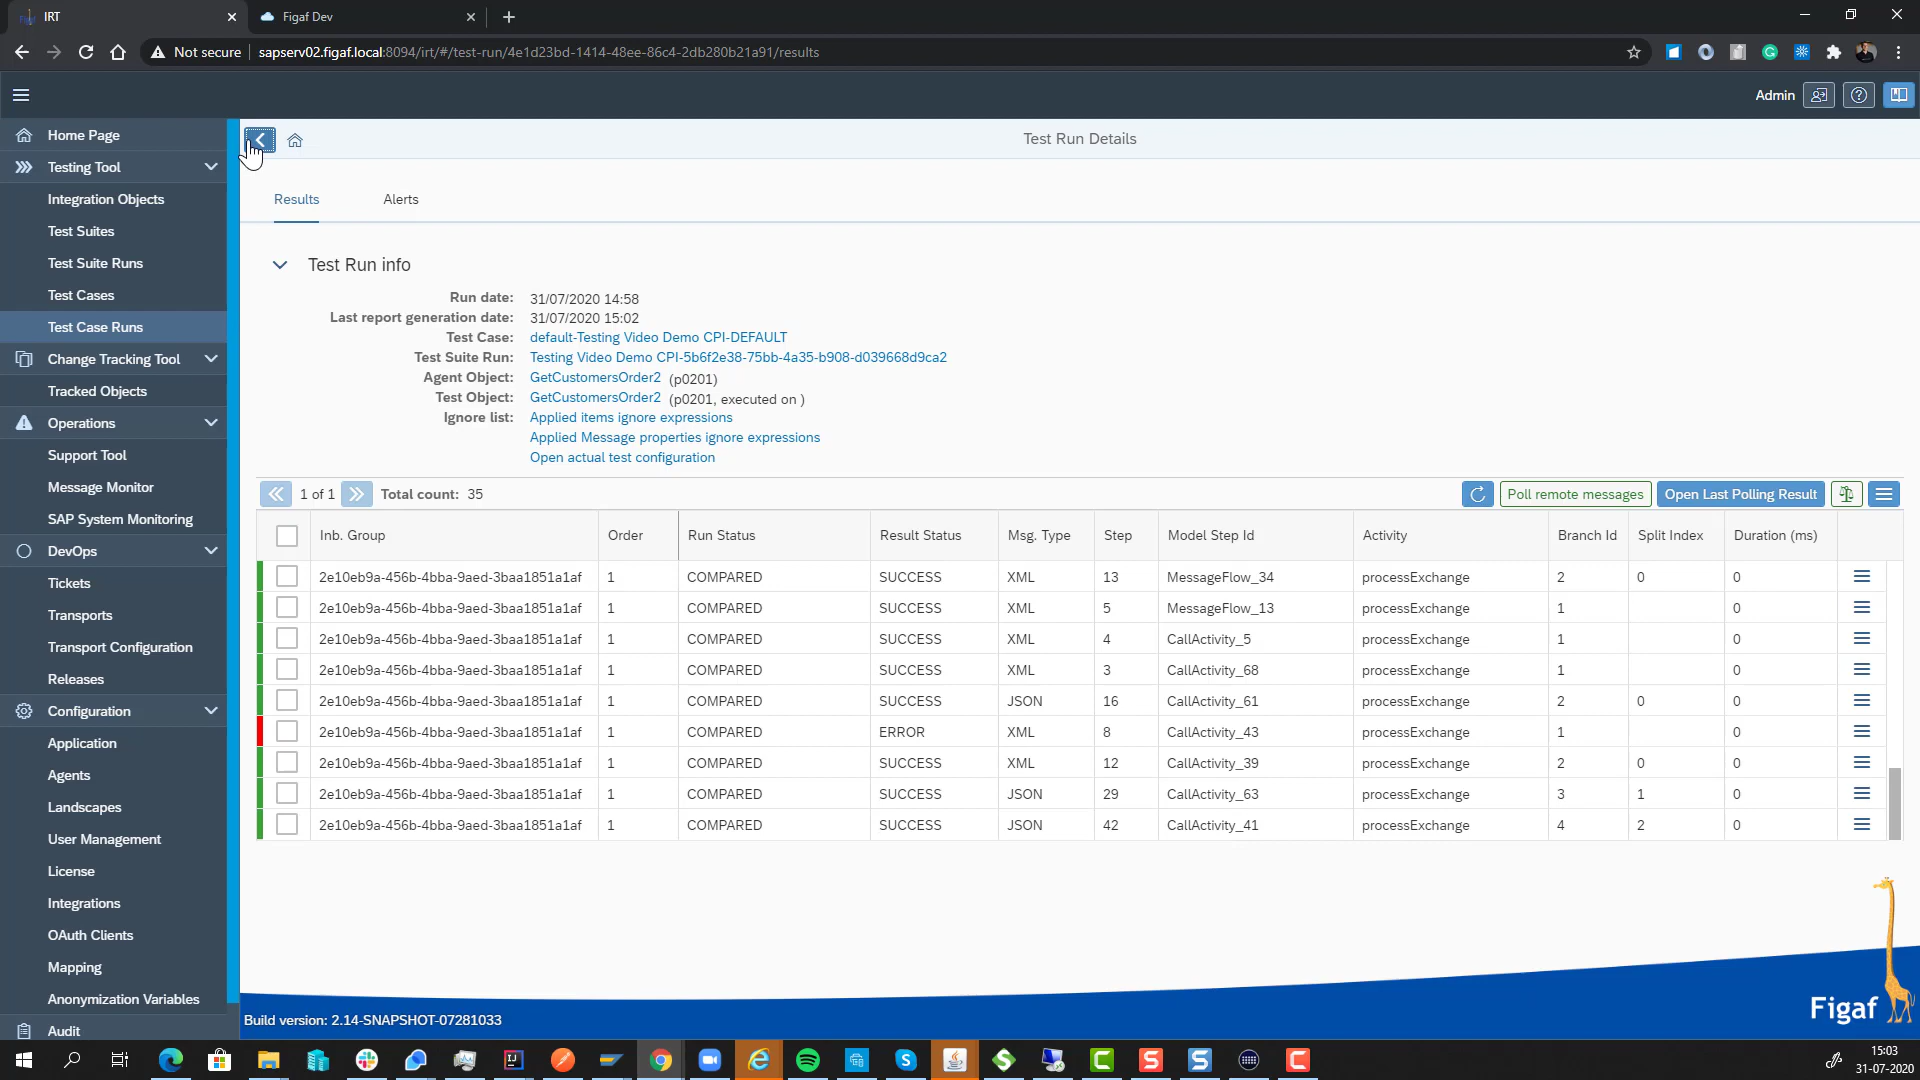 IRT
Figaf Dev
Not secure
sapserv02.figaf.local:8094/irt/#/test-run/4e1d23bd-1414-48ee-86c4-2db280b21a91/results
Admin
Home Page
Testing Tool
Integration Objects
Test Suites
Test Suite Runs
Test Cases
Test Case Runs
Change Tracking Tool
Tracked Objects
Operations
Support Tool
Message Monitor
SAP System Monitoring
DevOps
Tickets
Transports
Transport Configuration
Releases
Configuration
Application
Agents
Landscapes
User Management
License
Integrations
OAuth Clients
Mapping
Anonymization Variables
Audit
Test Run Details
Results Alerts
Test Run info
Run date: 31/07/2020 14:58
Last report generation date: 31/07/2020 15:02
Test Case: default-Testing Video Demo CPI-DEFAULT
Test Suite Run: Testing Video Demo CPI-5b6f2e38-75bb-4a35-b908-d039668d9ca2
Agent Object: GetCustomersOrder2 (p0201)
Test Object: GetCustomersOrder2 (p0201, executed on )
Ignore list: Applied items ignore expressions
Applied Message properties ignore expressions
Open actual test configuration
1 of 1 Total count: 35 Poll remote messages Open Last Polling Result
Inb. Group Order Run Status Result Status Msg. Type Step Model Step Id Activity Branch Id Split Index Duration (ms)
2e10eb9a-456b-4bba-9aed-3baa1851a1af 1 COMPARED SUCCESS XML 13 MessageFlow_34 processExchange 2 0 0
2e10eb9a-456b-4bba-9aed-3baa1851a1af 1 COMPARED SUCCESS XML 5 MessageFlow_13 processExchange 1 0
2e10eb9a-456b-4bba-9aed-3baa1851a1af 1 COMPARED SUCCESS XML 4 CallActivity_5 processExchange 1 0
2e10eb9a-456b-4bba-9aed-3baa1851a1af 1 COMPARED SUCCESS XML 3 CallActivity_68 processExchange 1 0
2e10eb9a-456b-4bba-9aed-3baa1851a1af 1 COMPARED SUCCESS JSON 16 CallActivity_61 processExchange 2 0 0
2e10eb9a-456b-4bba-9aed-3baa1851a1af 1 COMPARED ERROR XML 8 CallActivity_43 processExchange 1 0
2e10eb9a-456b-4bba-9aed-3baa1851a1af 1 COMPARED SUCCESS XML 12 CallActivity_39 processExchange 2 0 0
2e10eb9a-456b-4bba-9aed-3baa1851a1af 1 COMPARED SUCCESS JSON 29 CallActivity_63 processExchange 3 1 0
2e10eb9a-456b-4bba-9aed-3baa1851a1af 1 COMPARED SUCCESS JSON 42 CallActivity_41 processExchange 4 2 0
Figaf
Build version: 2.14-SNAPSHOT-07281033
15:03
31-07-2020